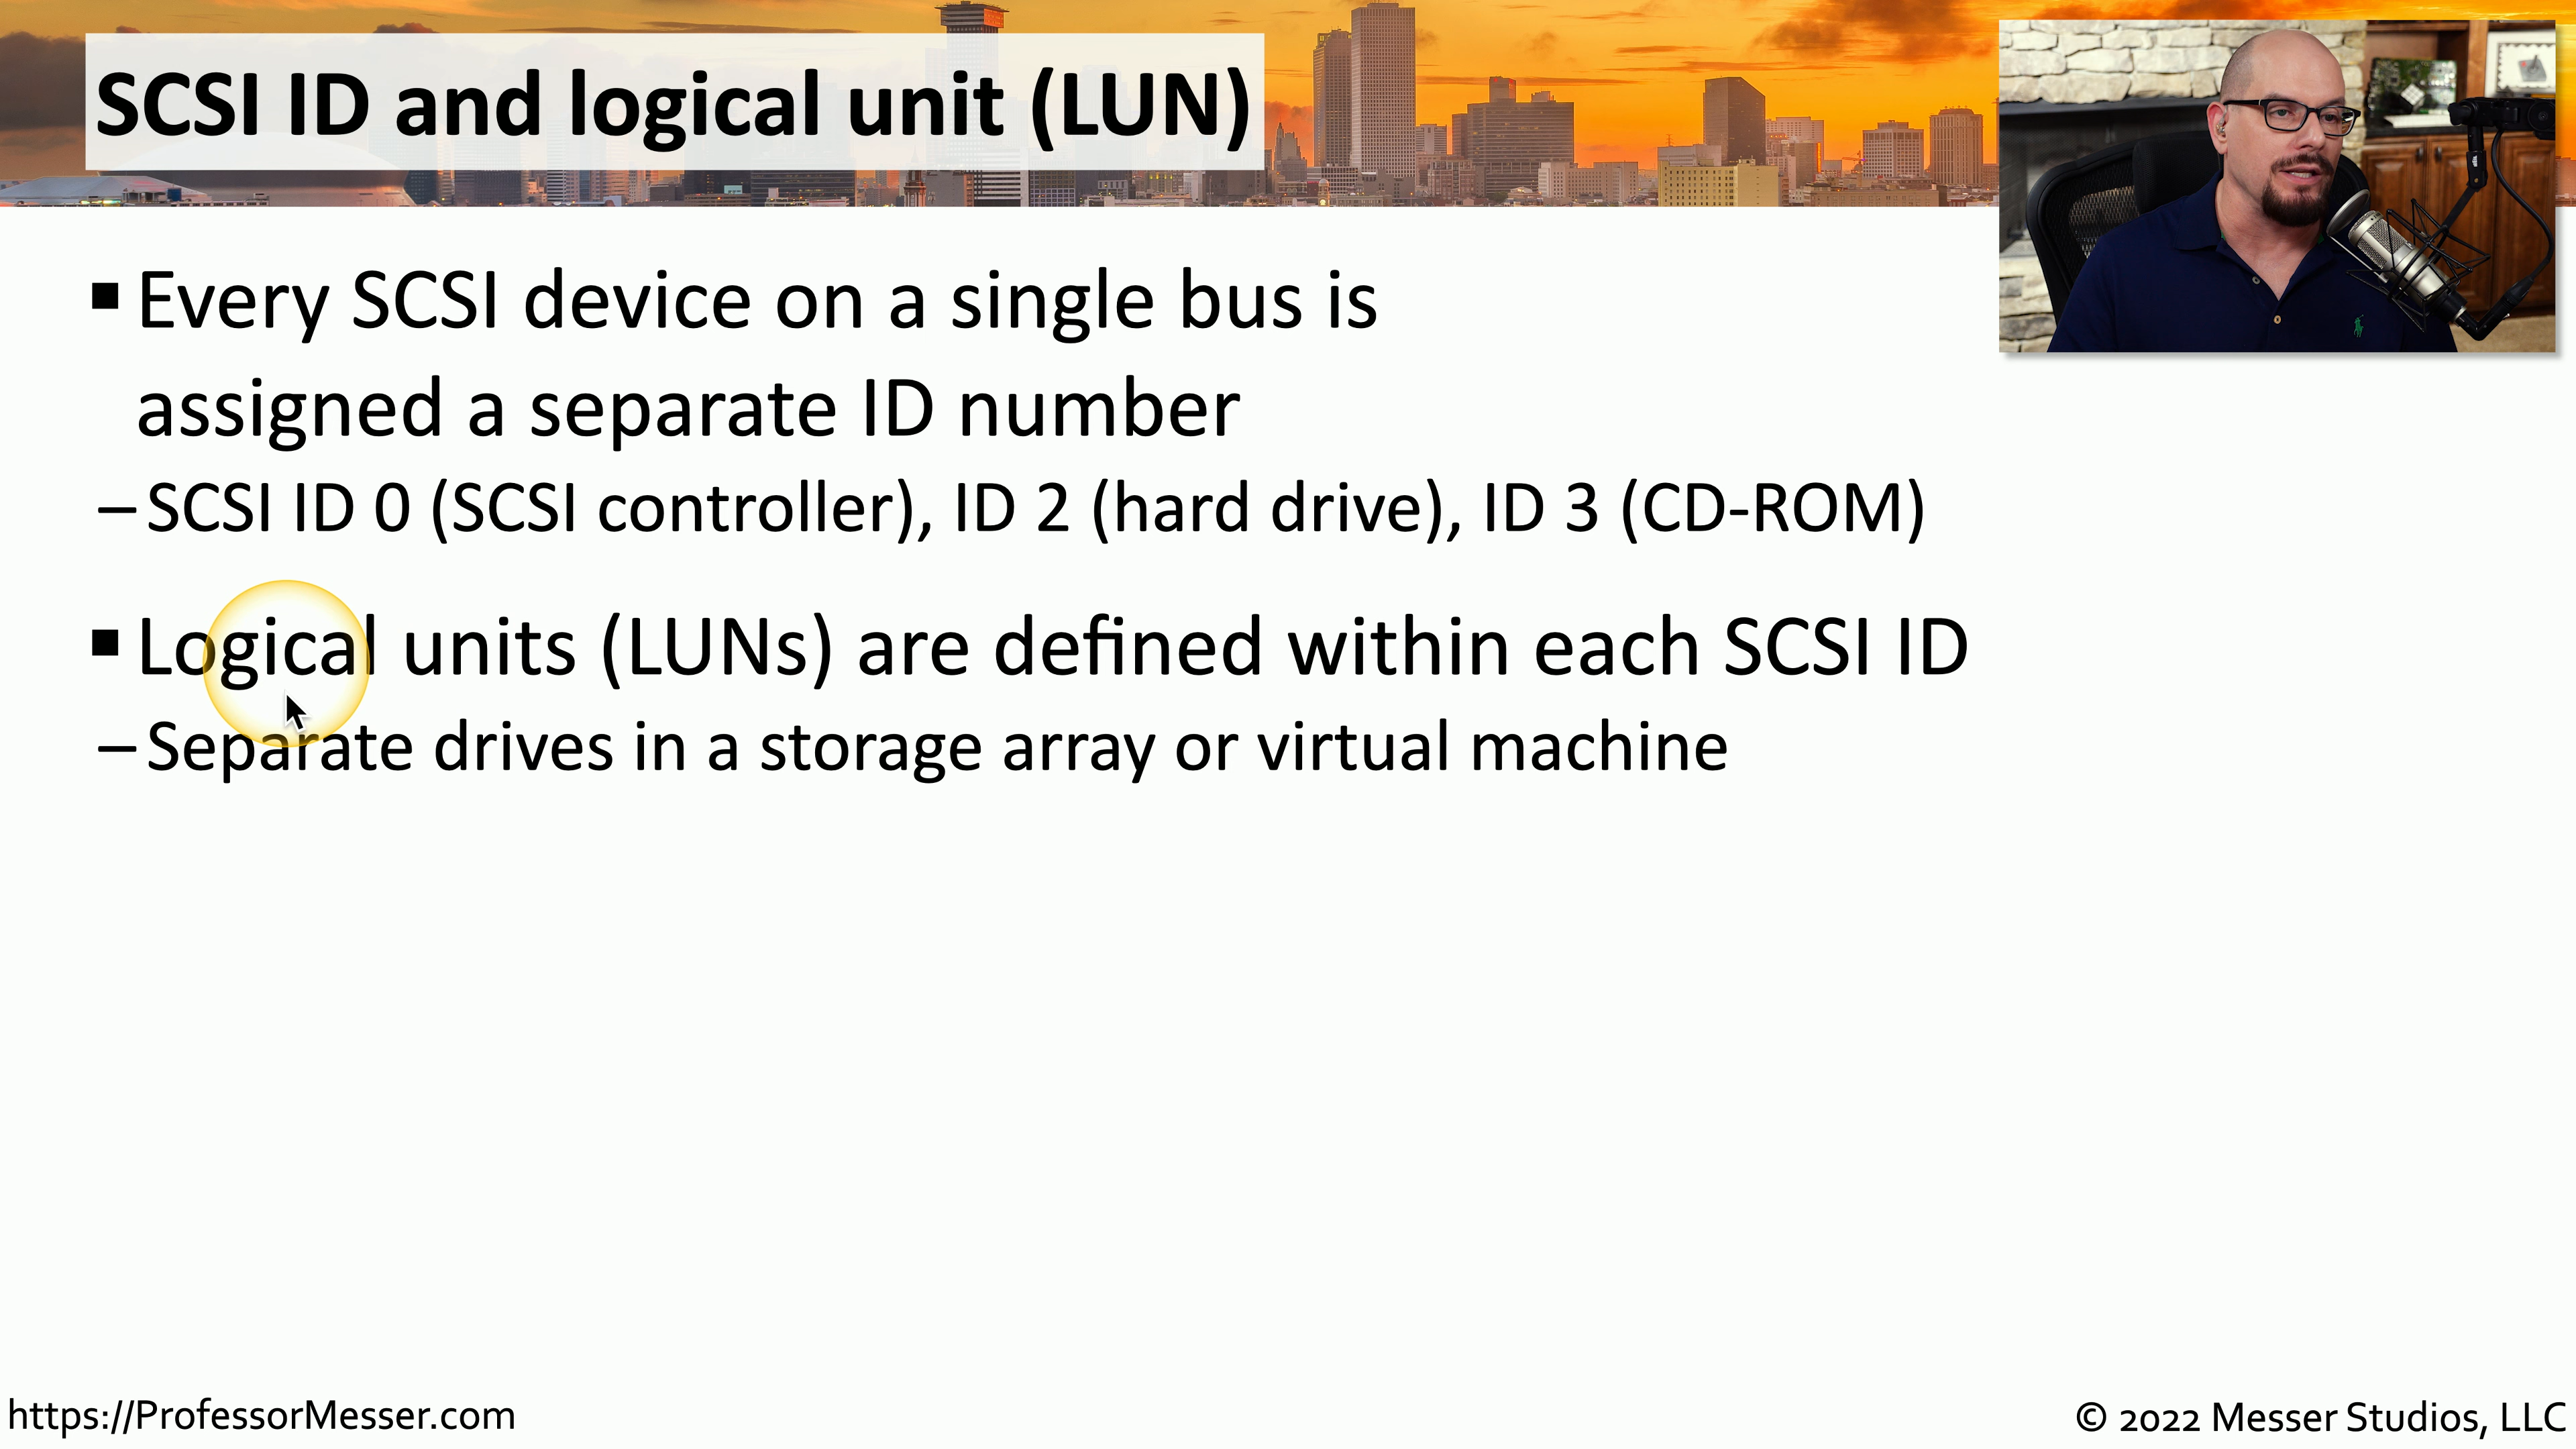 SCSI ID and logical unit (LUN)
▪ Every SCSI device on a single bus is
assigned a separate ID number
– SCSI ID 0 (SCSI controller), ID 2 (hard drive), ID 3 (CD-ROM)
▪ Logical units (LUNs) are defined within each SCSI ID
– Separate drives in a storage array or virtual machine
https://ProfessorMesser.com
© 2022 Messer Studios, LLC